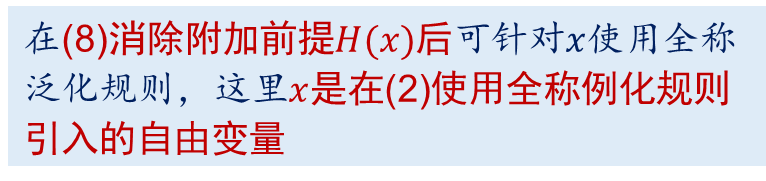 在(8)消除附加前提H(x)后可针对x使用全称
泛化规则，这里x是在(2)使用全称例化规则
引入的自由变量